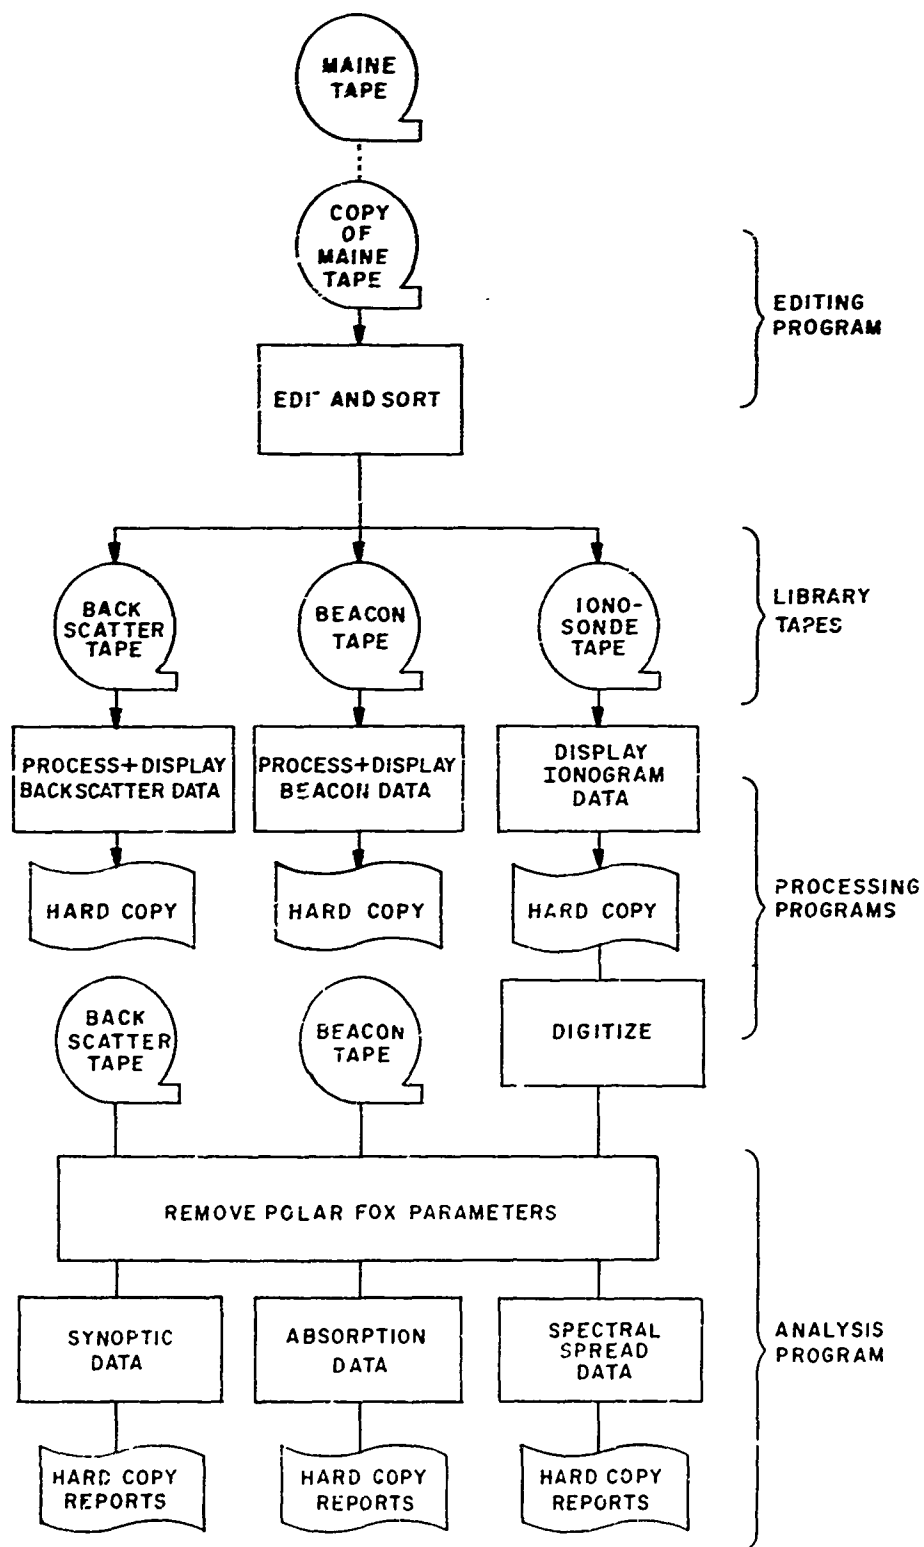 MAINE
TAPE
COPY
OF
MAINE
TAPE
EDITING
PROGRAM
EDIT AND SORT
BACK
SCATTER
TAPE
BEACON
TAPE
IONO-
SONDE
TAPE
LIBRARY
TAPES
PROCESS+DISPLAY
BACKSCATTER DATA
PROCESS+DISPLAY
BEACON DATA
DISPLAY
IONOGRAM
DATA
HARD COPY
HARD COPY
HARD COPY
PROCESSING
PROGRAMS
BACK
SCATTER
TAPE
BEACON
TAPE
DIGITIZE
REMOVE POLAR FOX PARAMETERS
SYNOPTIC
DATA
ABSORPTION
DATA
SPECTRAL
SPREAD
DATA
ANALYSIS
PROGRAM
HARD COPY
REPORTS
HARD COPY
REPORTS
HARD COPY
REPORTS